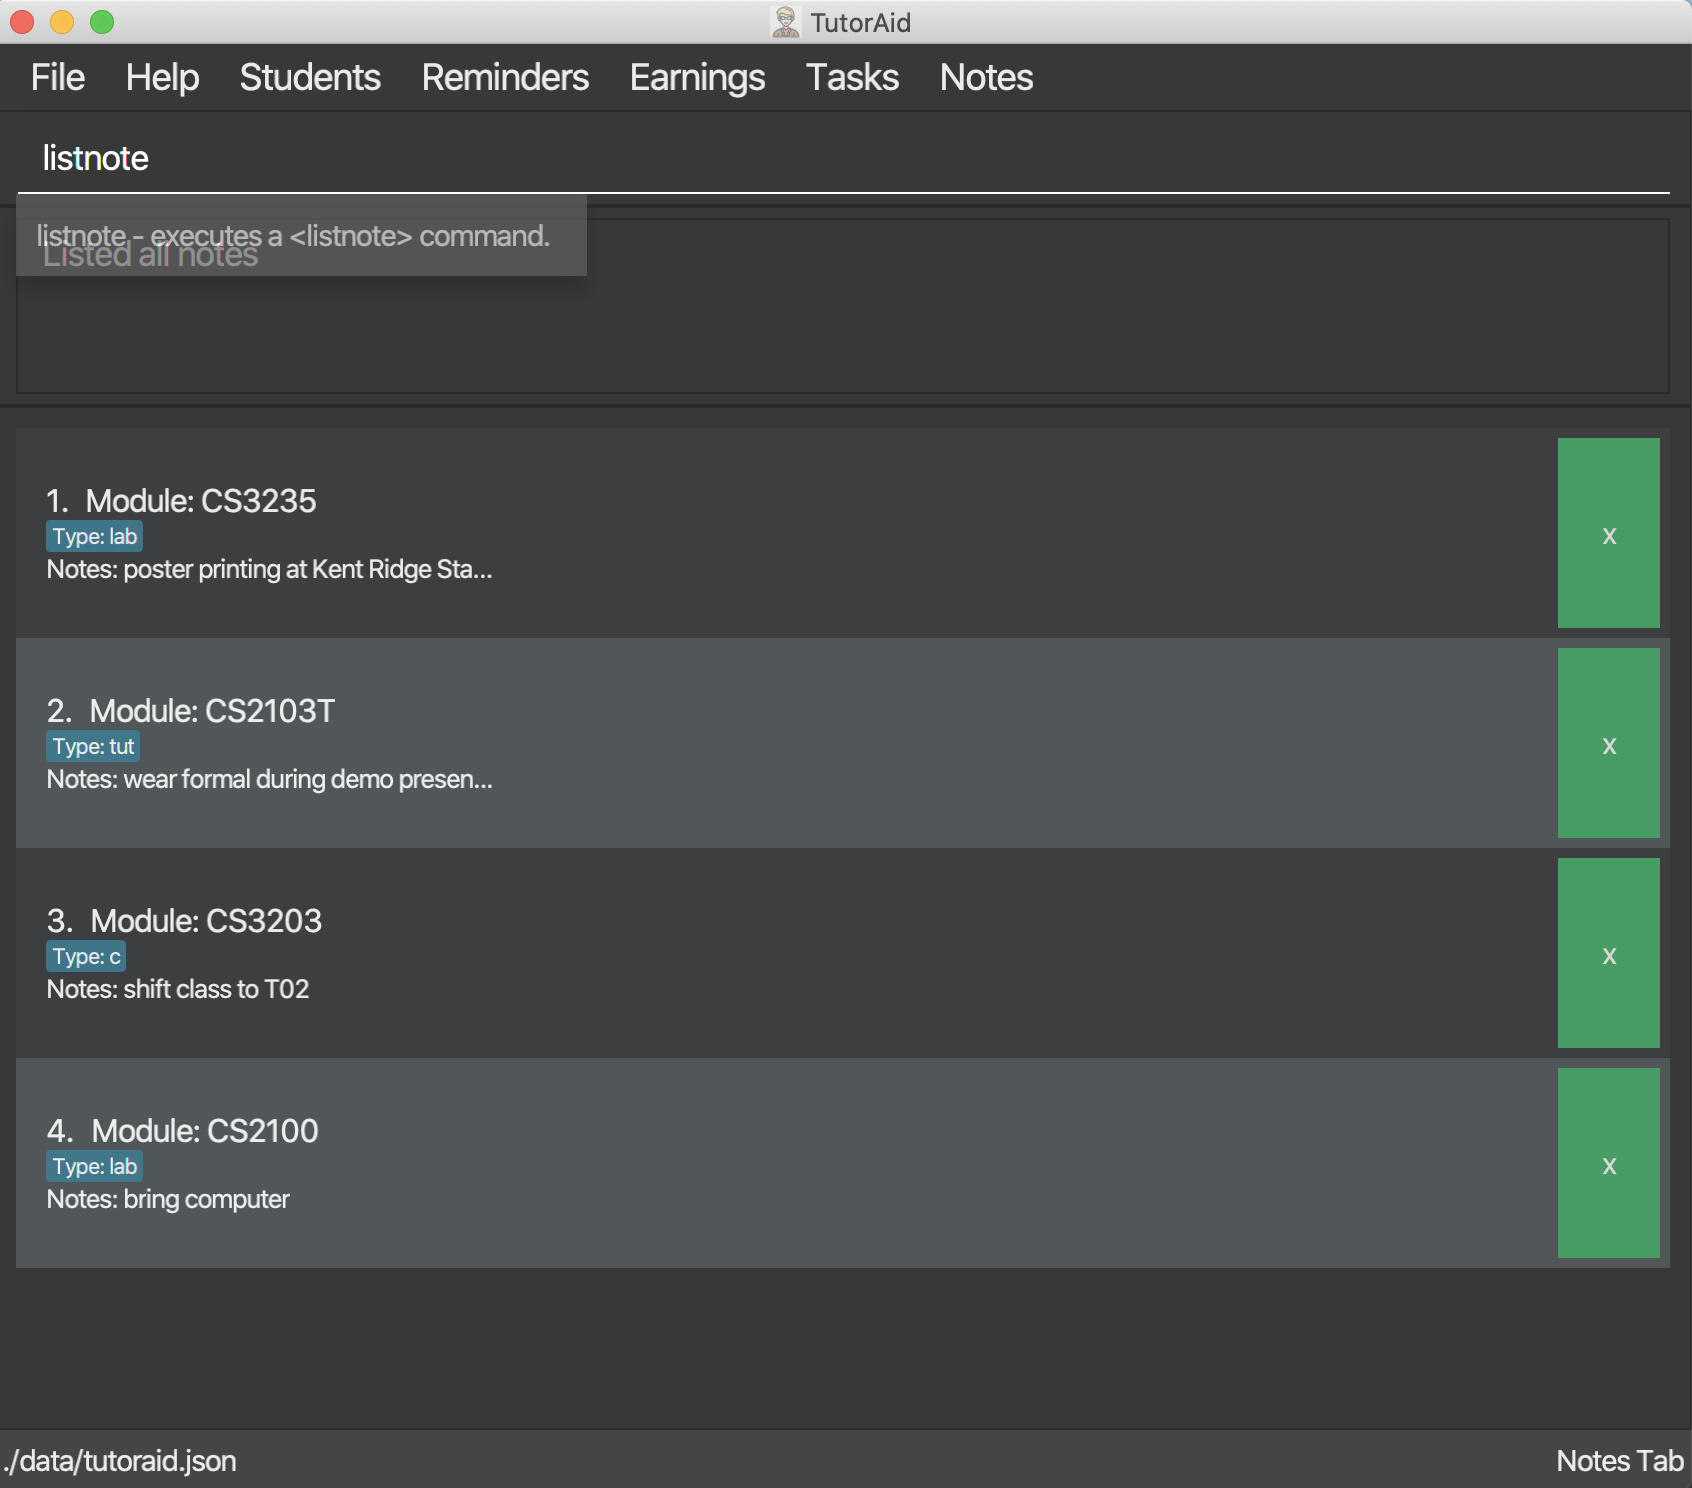 TutorAid
File Help Students Reminders Earnings Tasks Notes
listnote
listnote - executes a <listnote> command.
Listed all notes
1. Module: CS3235
Type: lab
Notes: poster printing at Kent Ridge Sta...
x
2. Module: CS2103T
Type: tut
Notes: wear formal during demo presen...
x
3. Module: CS3203
Type: c
Notes: shift class to T02
x
4. Module: CS2100
Type: lab
Notes: bring computer
x
./data/tutoraid.json
Notes Tab